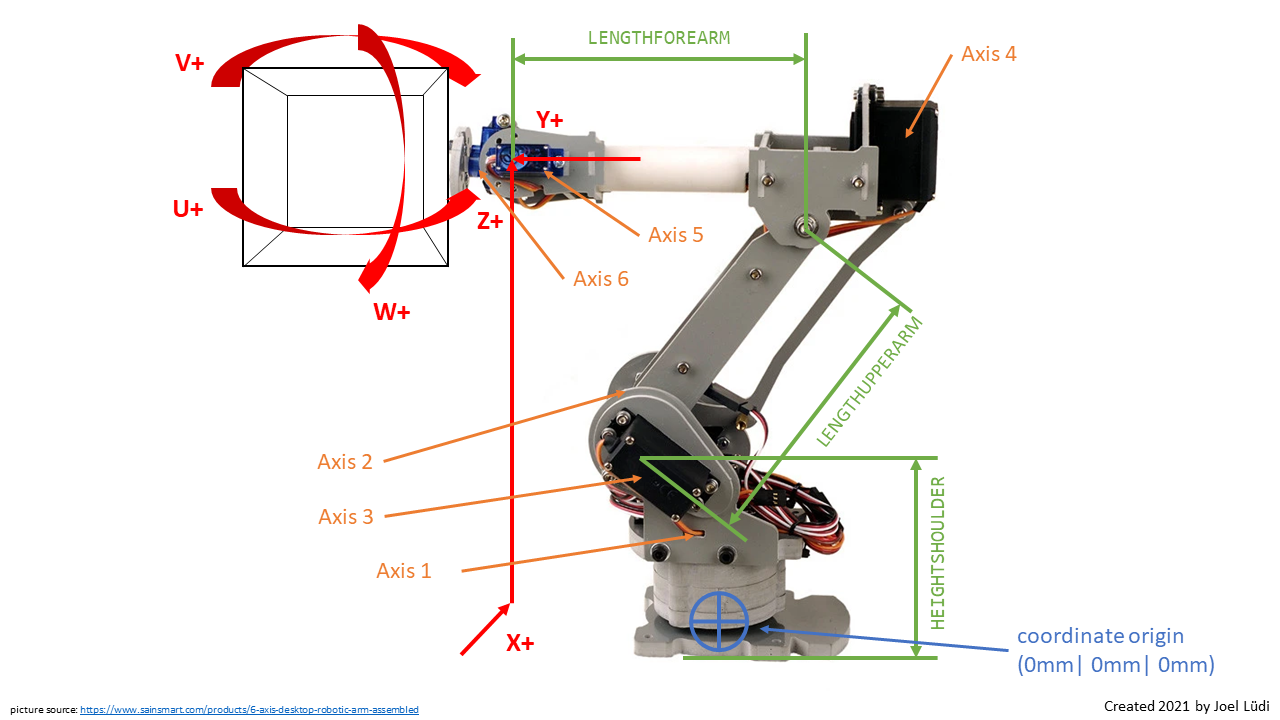 LENGTHFOREARM
Axis 4
V+
Y+
U+
Z+
Axis 5
Axis 6
W+
LENGTHUPPERARM
Axis 2
Axis 3
HEIGHTSHOULDER
Axis 1
X+
coordinate origin
(0mm| 0mm| 0mm)
picture source: https://www.sainsmart.com/products/6-axis-desktop-robotic-arm-assembled
Created 2021 by Joel Lüdi